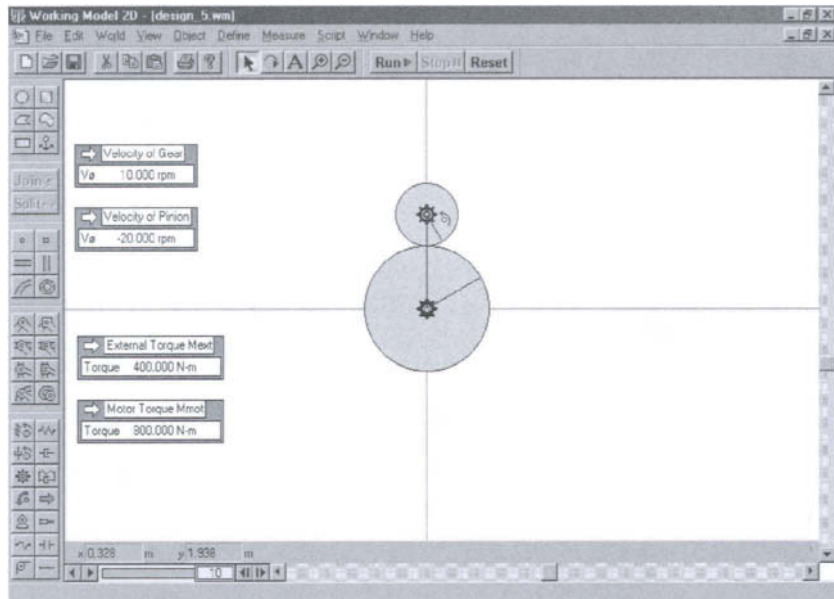 Working Model 2D - [design_5.wm]
File Edit World View Object Define Measure Script Window Help
A Run Stop Reset
Join
Split
Velocity of Gear
Vø 10.000 rpm
Velocity of Pinion
Vø -20.000 rpm
External Torque Mext
Torque 400.000 N-m
Motor Torque Mmot
Torque 800.000 N-m
x 0.328 m y 1.938 m
10